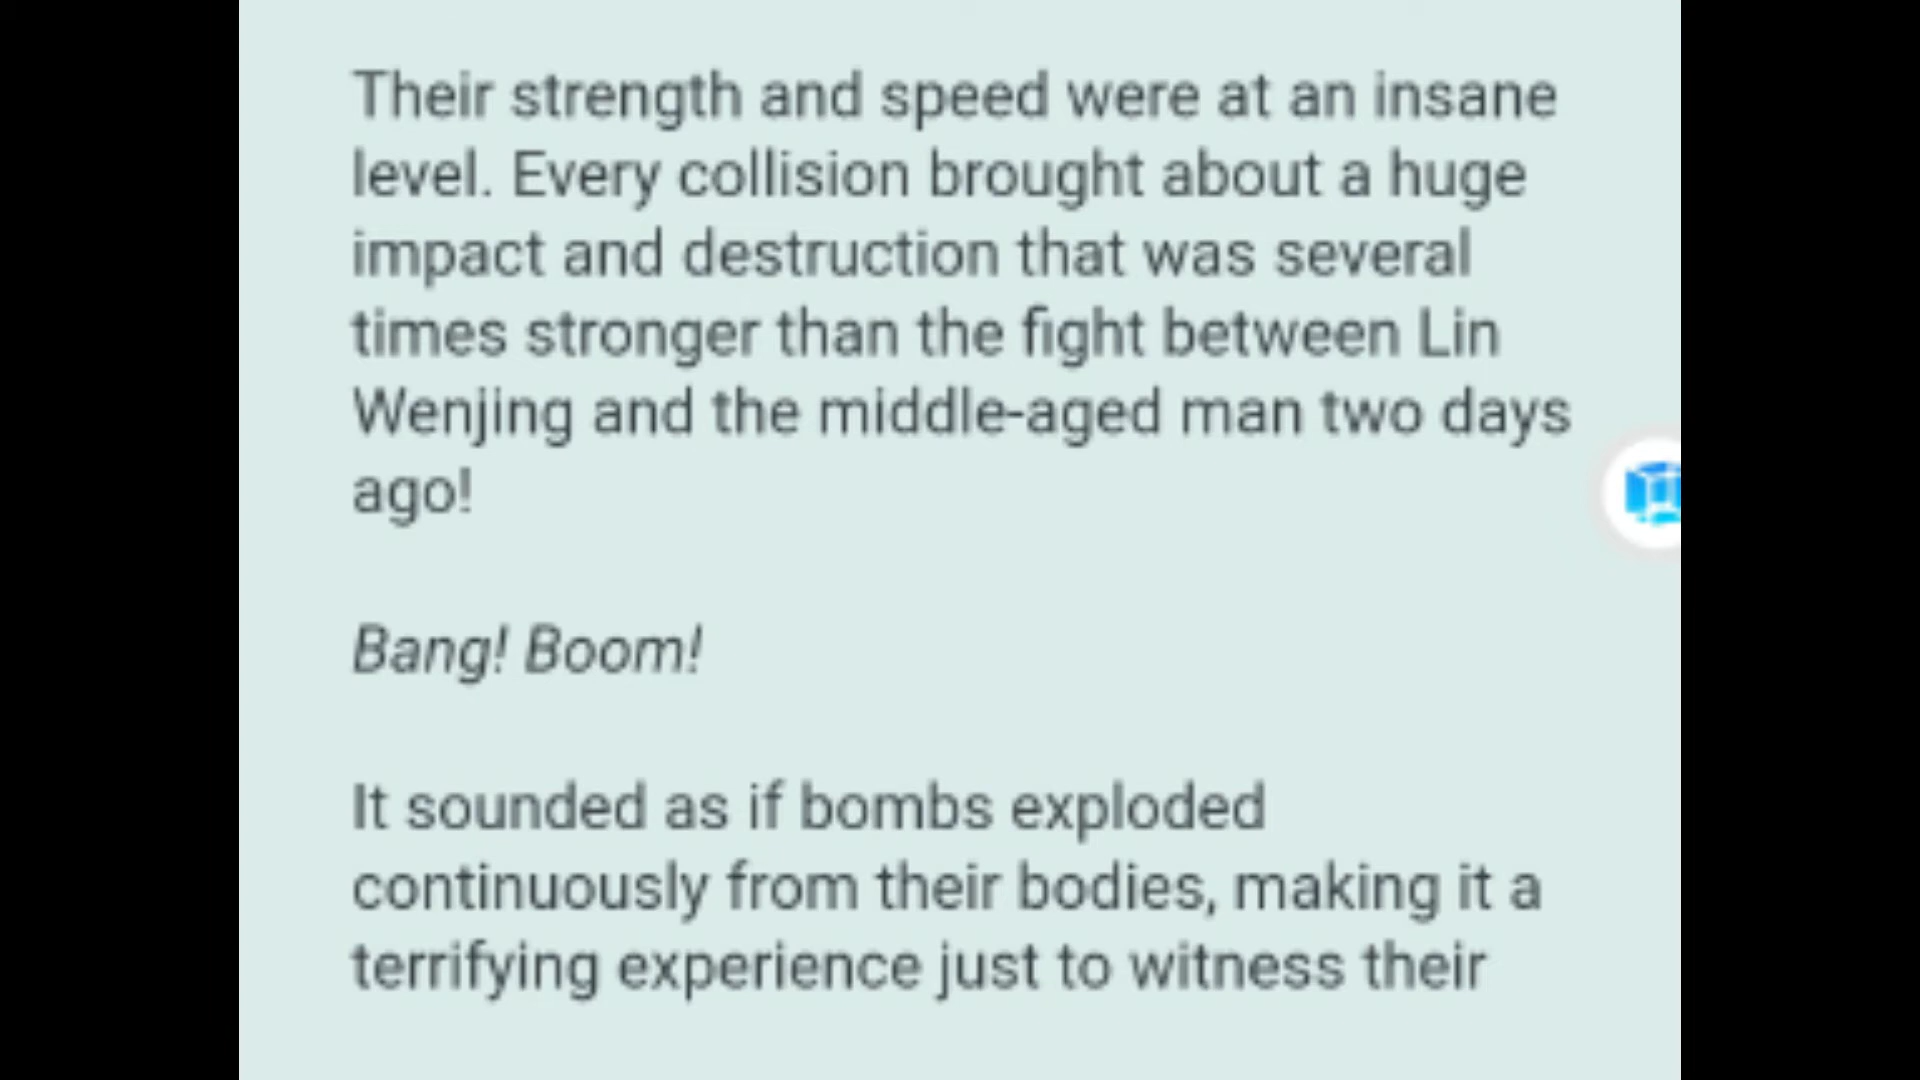 Their strength and speed were at an insane
level. Every collision brought about a huge
impact and destruction that was several
times stronger than the fight between Lin
Wenjing and the middle-aged man two days
ago!
Bang! Boom!
It sounded as if bombs exploded
continuously from their bodies, making it a
terrifying experience just to witness their